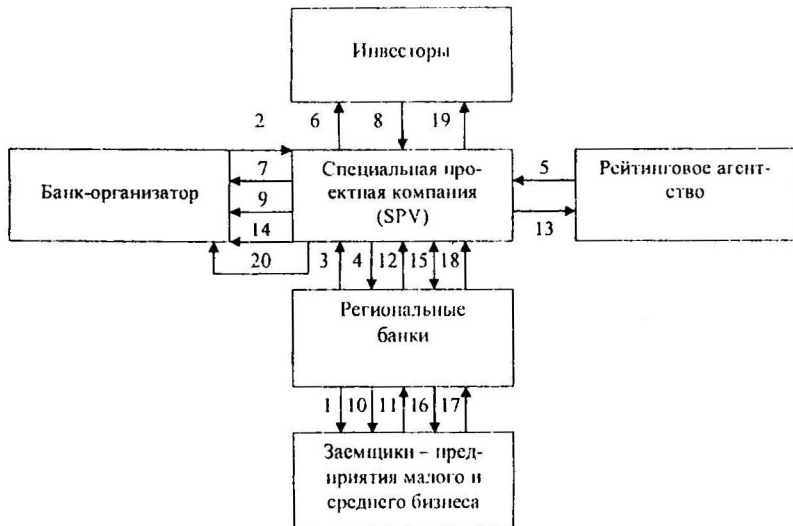 Инвесторы
2 6 8 19
Банк-организатор
7
9
14
20
Специальная про-
ектная компания
(SPV)
5
13
Рейтинговое агент-
ство
3 4 12 15 18
Региональные
банки
1 10 11 16 17
Заемщики – пред-
приятия малого и
среднего бизнеса